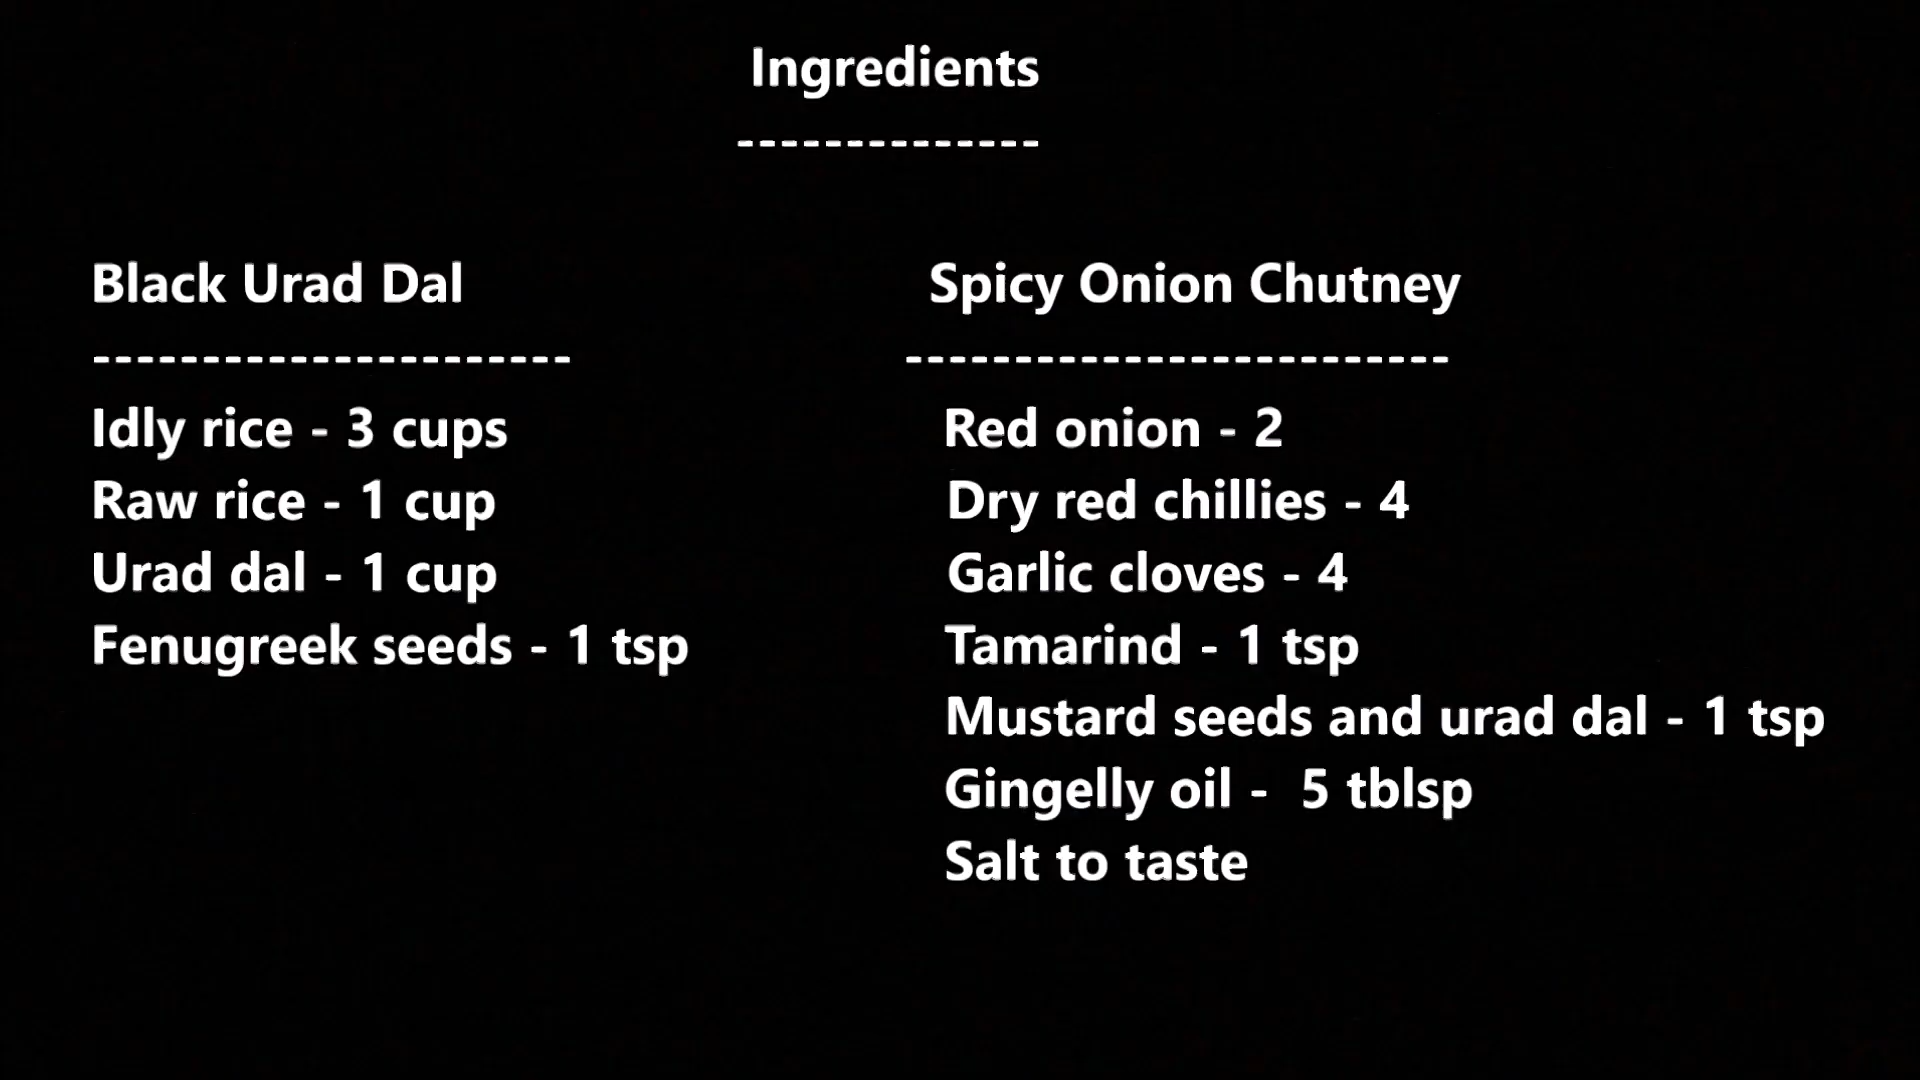 Ingredients
--------------
Black Urad Dal
----------------------
Idly rice - 3 cups
Raw rice - 1 cup
Urad dal - 1 cup
Fenugreek seeds - 1 tsp
Spicy Onion Chutney
-------------------------
Red onion - 2
Dry red chillies - 4
Garlic cloves - 4
Tamarind - 1 tsp
Mustard seeds and urad dal - 1 tsp
Gingelly oil -  5 tblsp
Salt to taste